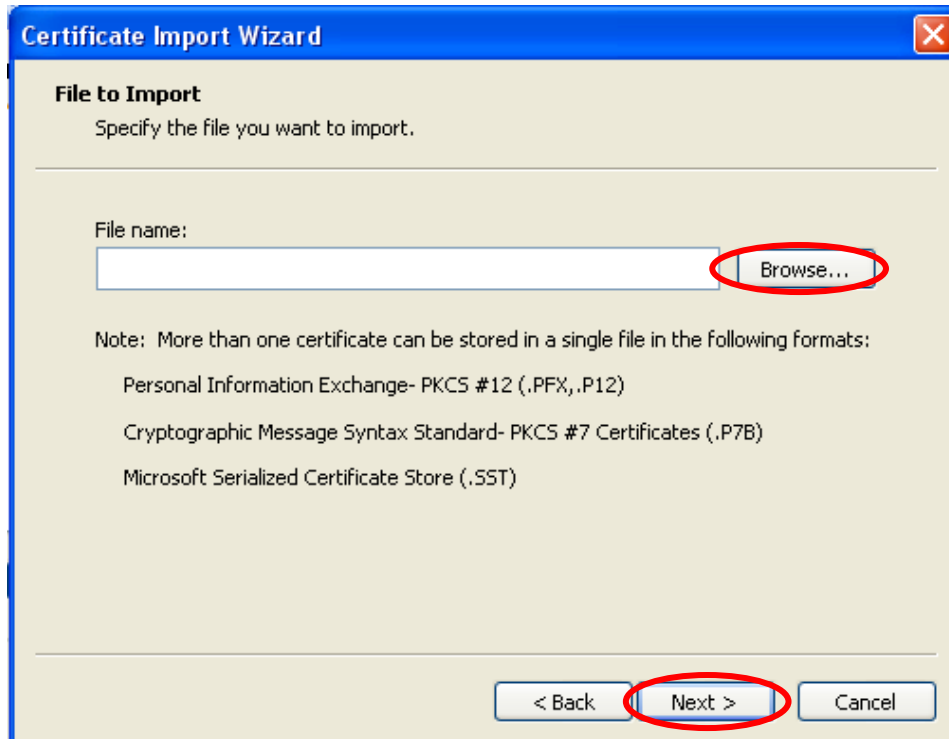 Certificate Import Wizard
File to Import
Specify the file you want to import.
File name:
Browse...
Note:  More than one certificate can be stored in a single file in the following formats:
Personal Information Exchange- PKCS #12 (.PFX,.P12)
Cryptographic Message Syntax Standard- PKCS #7 Certificates (.P7B)
Microsoft Serialized Certificate Store (.SST)
< Back Next > Cancel